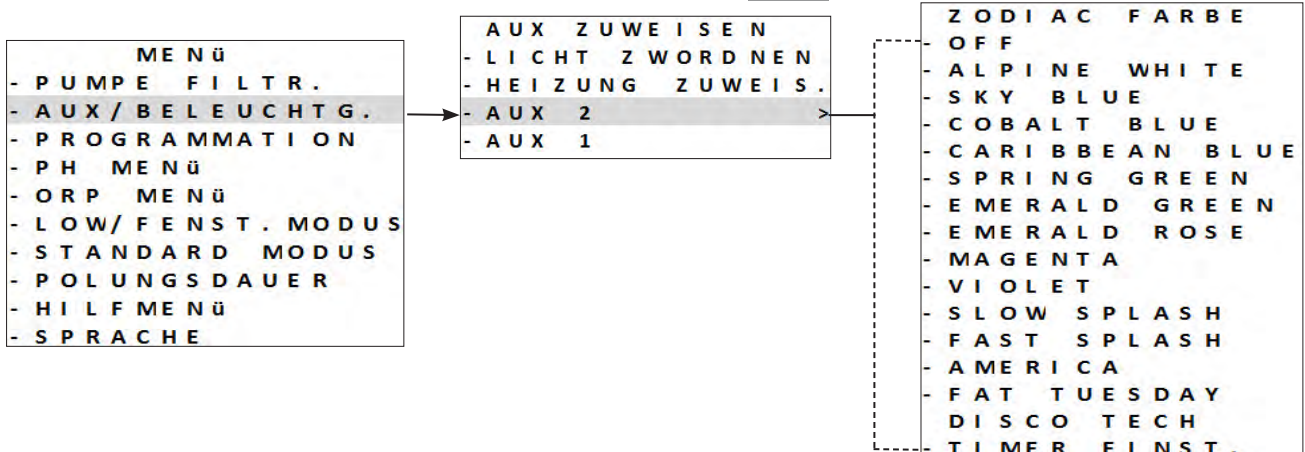 MENü
- PUMPE FILTR.
- AUX/BELEUCHTG.
- PROGRAMMATION
- PH MENü
- ORP MENü
- LOW/FENST. MODUS
- STANDARD MODUS
- POLUNGSDAUER
- HILFMENü
- SPRACHE
AUX ZUWEISEN
- LICHT ZWORDNEN
- HEIZUNG ZUWEIS.
- AUX 2 >
- AUX 1
ZODIAC FARBE
- OFF
- ALPINE WHITE
- SKY BLUE
- COBALT BLUE
- CARIBBEAN BLUE
- SPRING GREEN
- EMERALD GREEN
- EMERALD ROSE
- MAGENTA
- VIOLET
- SLOW SPLASH
- FAST SPLASH
- AMERICA
- FAT TUESDAY
DISCO TECH
- TIMER EINST.